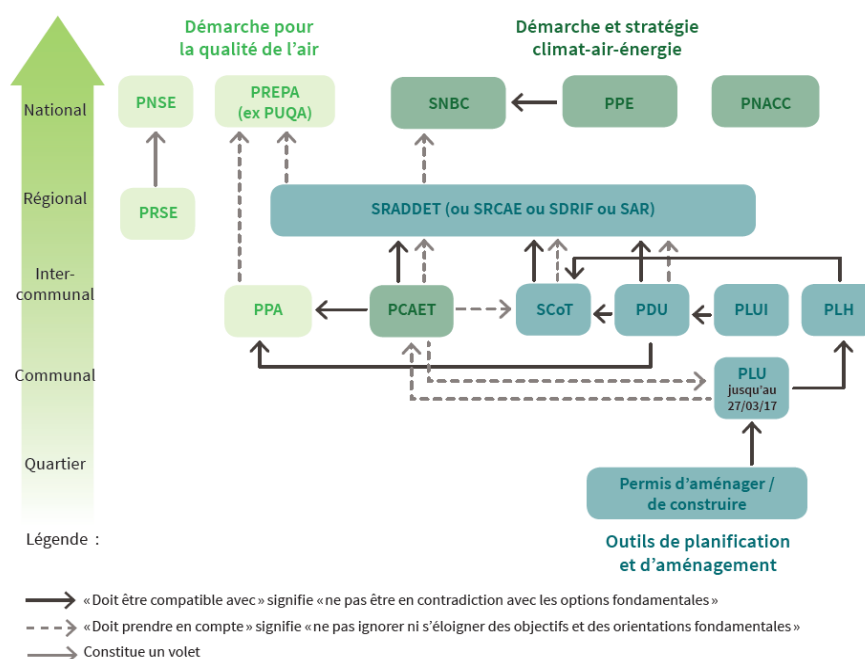 Démarche pour
la qualité de l'air
Démarche et stratégie
climat-air-énergie
National
PNSE
PREPA
(ex PUQA)
SNBC
PPE
PNACC
Régional
PRSE
SRADDET (ou SRCAE ou SDRIF ou SAR)
Inter-
communal
PPA
PCAET
SCoT
PDU
PLUI
PLH
Communal
PLU
jusqu'au
27/03/17
Quartier
Permis d'aménager /
de construire
Légende :
Outils de planification
et d'aménagement
«Doit être compatible avec» signifie «ne pas être en contradiction avec les options fondamentales»
«Doit prendre en compte» signifie «ne pas ignorer ni s'éloigner des objectifs et des orientations fondamentales»
Constitue un volet